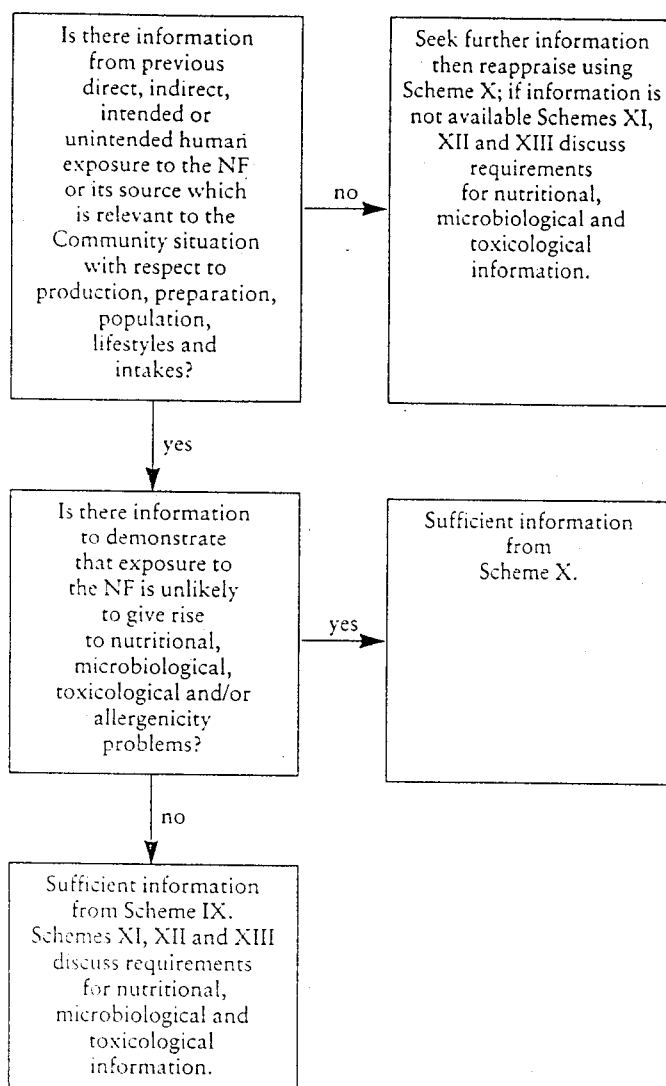 Is there information
from previous
direct, indirect,
intended or
unintended human
exposure to the NF
or its source which
is relevant to the
Community situation
with respect to
production, preparation,
population,
lifestyles and
intakes?
no
Seek further information
then reappraise using
Scheme X; if information is
not available Schemes XI,
XII and XIII discuss
requirements
for nutritional,
microbiological and
toxicological
information.
yes
Is there information
to demonstrate
that exposure to
the NF is unlikely
to give rise
to nutritional,
microbiological,
toxicological and/or
allergenicity
problems?
yes
Sufficient information
from
Scheme X.
no
Sufficient information
from Scheme IX.
Schemes XI, XII and XIII
discuss requirements
for nutritional,
microbiological and
toxicological
information.